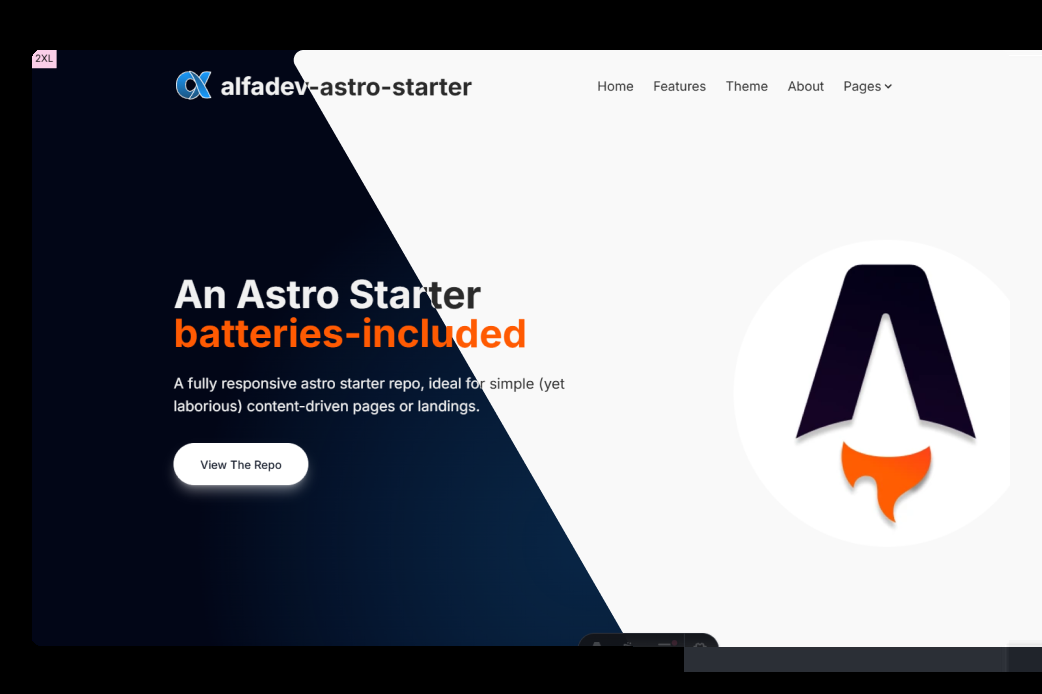 2XL
alfadev-astro-starter
Home Features Theme About Pages
An Astro Starter
batteries-included
A fully responsive astro starter repo, ideal for simple (yet
laborious) content-driven pages or landings.
View The Repo